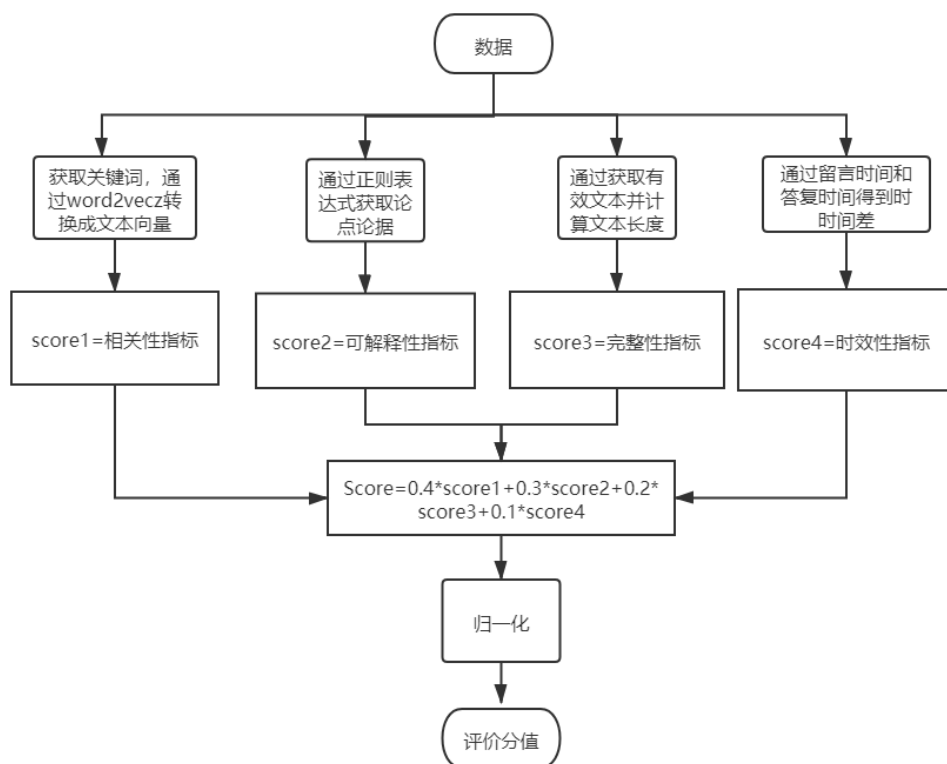 数据
获取关键词，通
过word2vecz转
换成文本向量
通过正则表
达式获取论
点论据
通过获取有
效文本并计
算文本长度
通过留言时间和
答复时间得到时
时间差
score1=相关性指标
score2=可解释性指标
score3=完整性指标
score4=时效性指标
Score=0.4*score1+0.3*score2+0.2*
score3+0.1*score4
归一化
评价分值